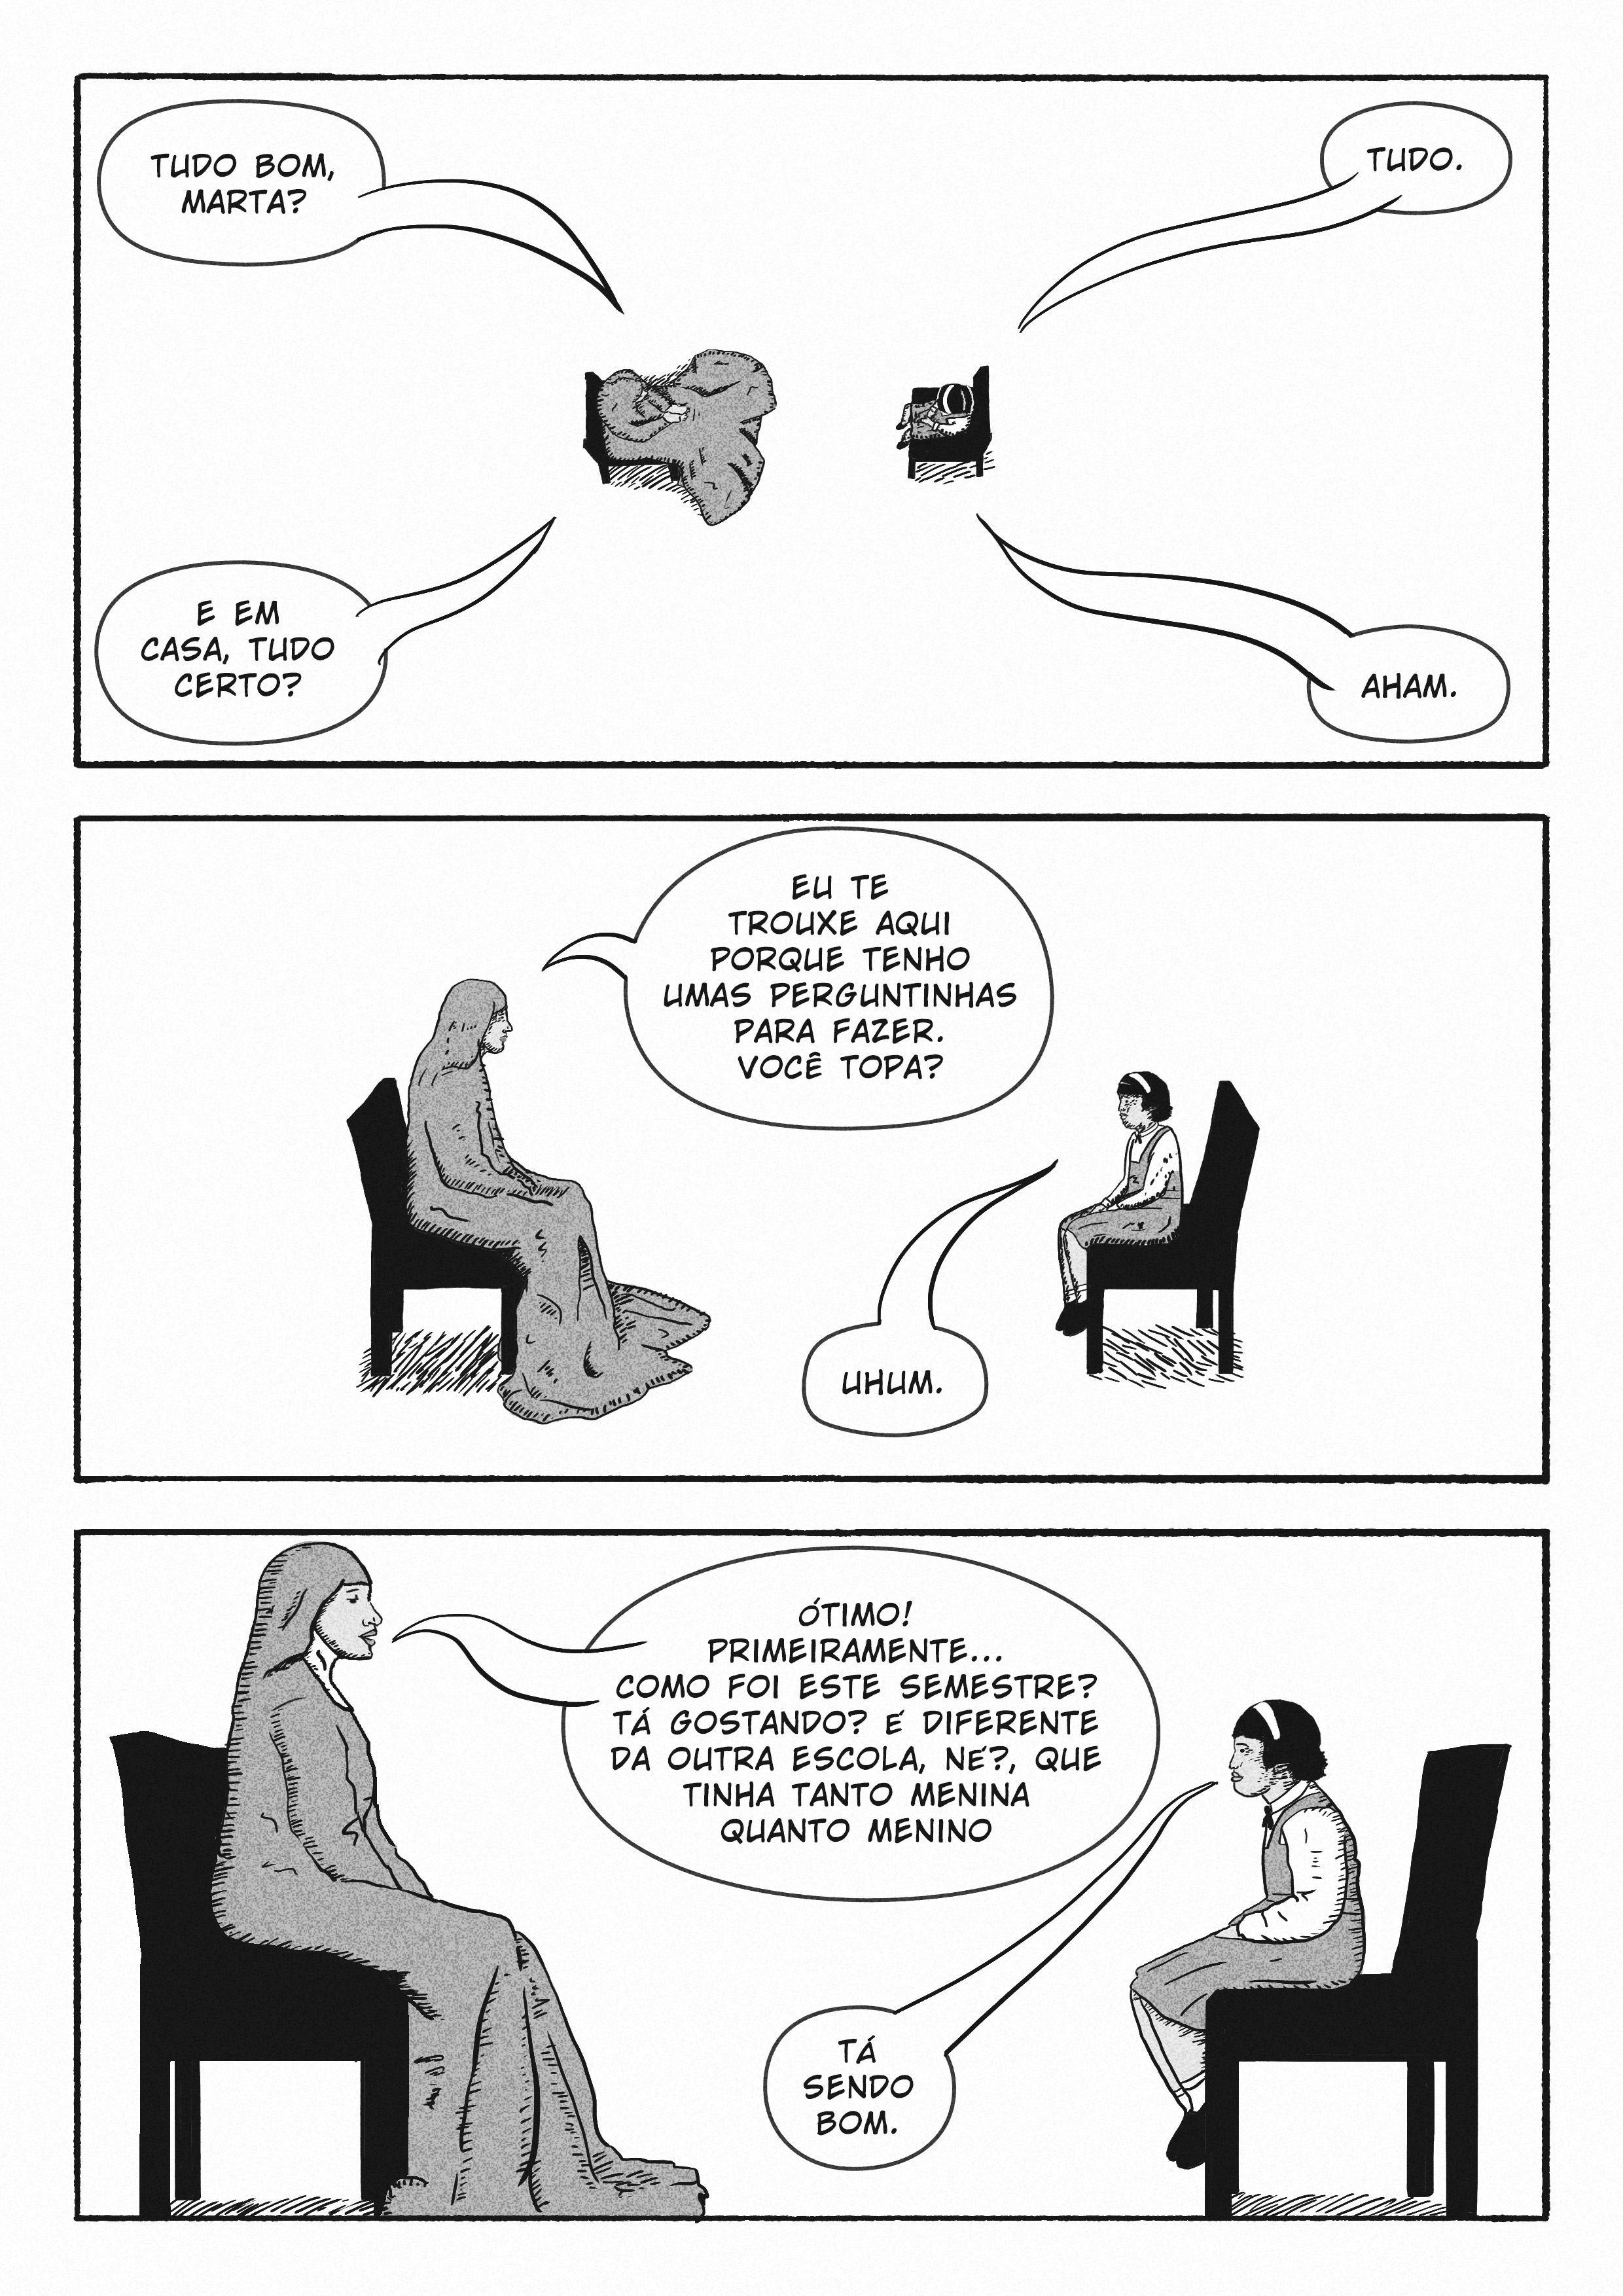 TUDO BOM,
MARTA?
TUDO.
E EM
CASA, TUDO
CERTO?
AHAM.
EU TE
TROUXE AQUI
PORQUE TENHO
UMAS PERGUNTINHAS
PARA FAZER.
VOCÊ TOPA?
UHUM.
ÓTIMO!
PRIMEIRAMENTE...
COMO FOI ESTE SEMESTRE?
TÁ GOSTANDO? É DIFERENTE
DA OUTRA ESCOLA, NÉ?, QUE
TINHA TANTO MENINA
QUANTO MENINO
TÁ
SENDO
BOM.